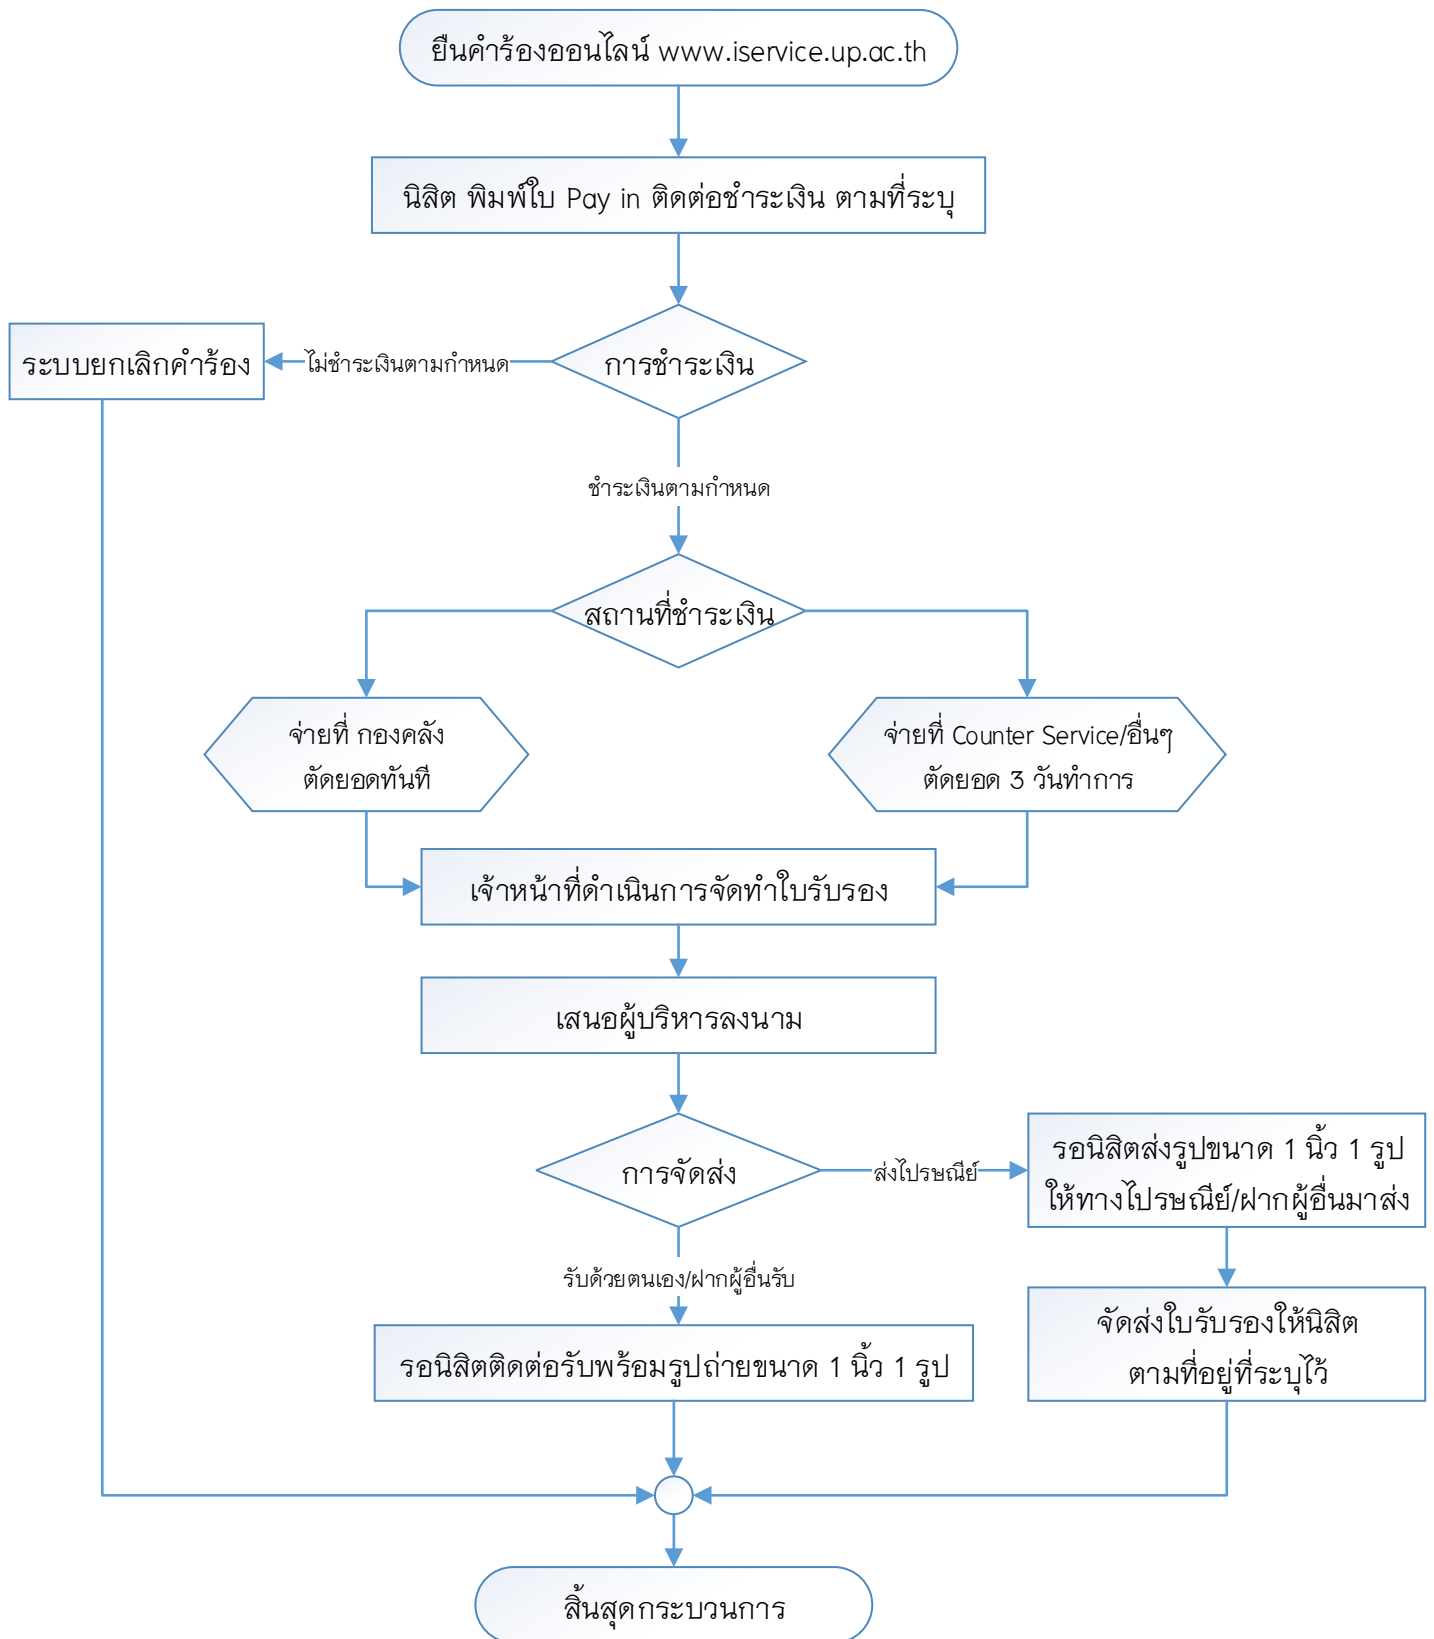 ยืนคำร้องออนไลน์ www.iservice.up.ac.th
นิสิต พิมพ์ใบ Pay in ติดต่อชำระเงิน ตามที่ระบุ
การชำระเงิน
ไม่ชำระเงินตามกำหนด
ระบบยกเลิกคำร้อง
ชำระเงินตามกำหนด
สถานที่ชำระเงิน
จ่ายที่ กองคลัง
ตัดยอดทันที
จ่ายที่ Counter Service/อื่นๆ
ตัดยอด 3 วันทำการ
เจ้าหน้าที่ดำเนินการจัดทำใบรับรอง
เสนอผู้บริหารลงนาม
การจัดส่ง
ส่งไปรษณีย์
รอนิสิตส่งรูปขนาด 1 นิ้ว 1 รูป
ให้ทางไปรษณีย์/ฝากผู้อื่นมาส่ง
รับด้วยตนเอง/ฝากผู้อื่นรับ
จัดส่งใบรับรองให้นิสิต
ตามที่อยู่ที่ระบุไว้
รอนิสิตติดต่อรับพร้อมรูปถ่ายขนาด 1 นิ้ว 1 รูป
สิ้นสุดกระบวนการ